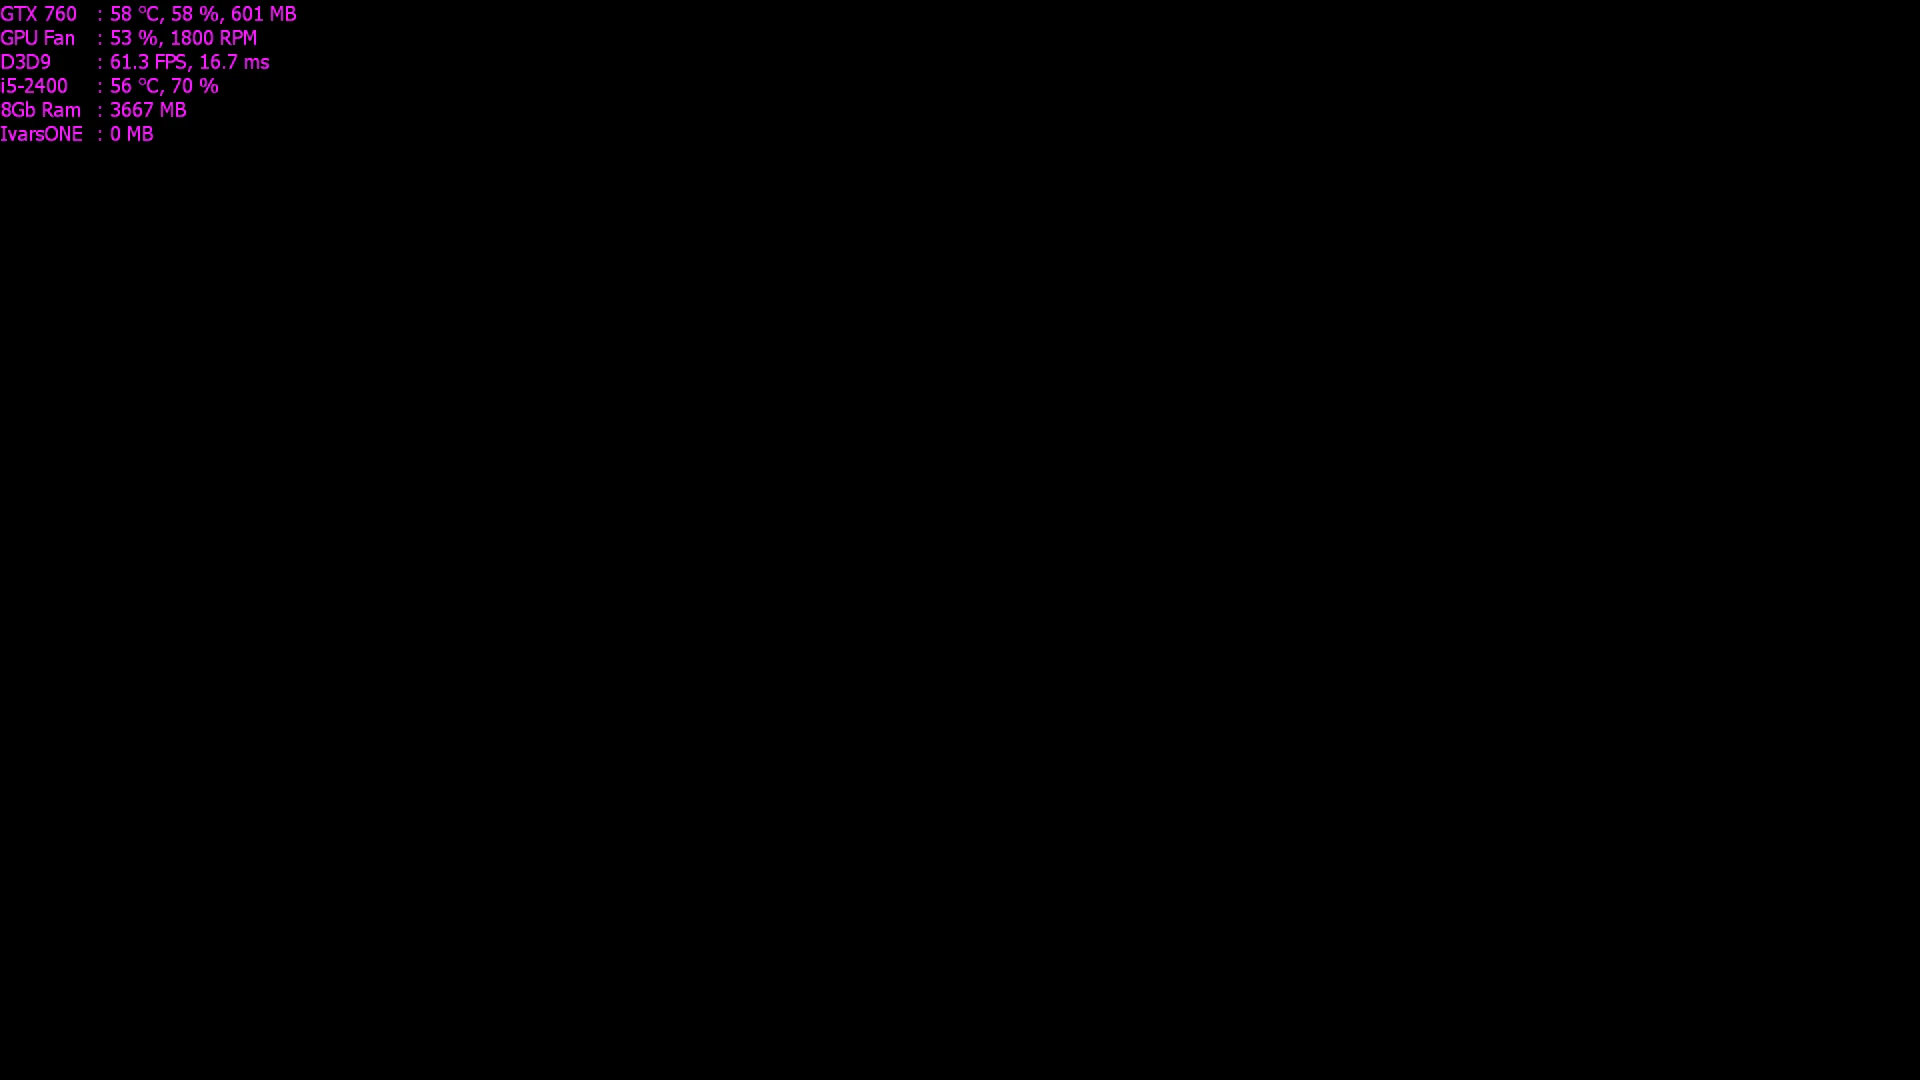 GTX 760 : 58 °C, 58 %, 601 MB
GPU Fan : 53 %, 1800 RPM
D3D9 : 61.3 FPS, 16.7 ms
i5-2400 : 56 °C, 70 %
8Gb Ram : 3667 MB
IvarsONE : 0 MB